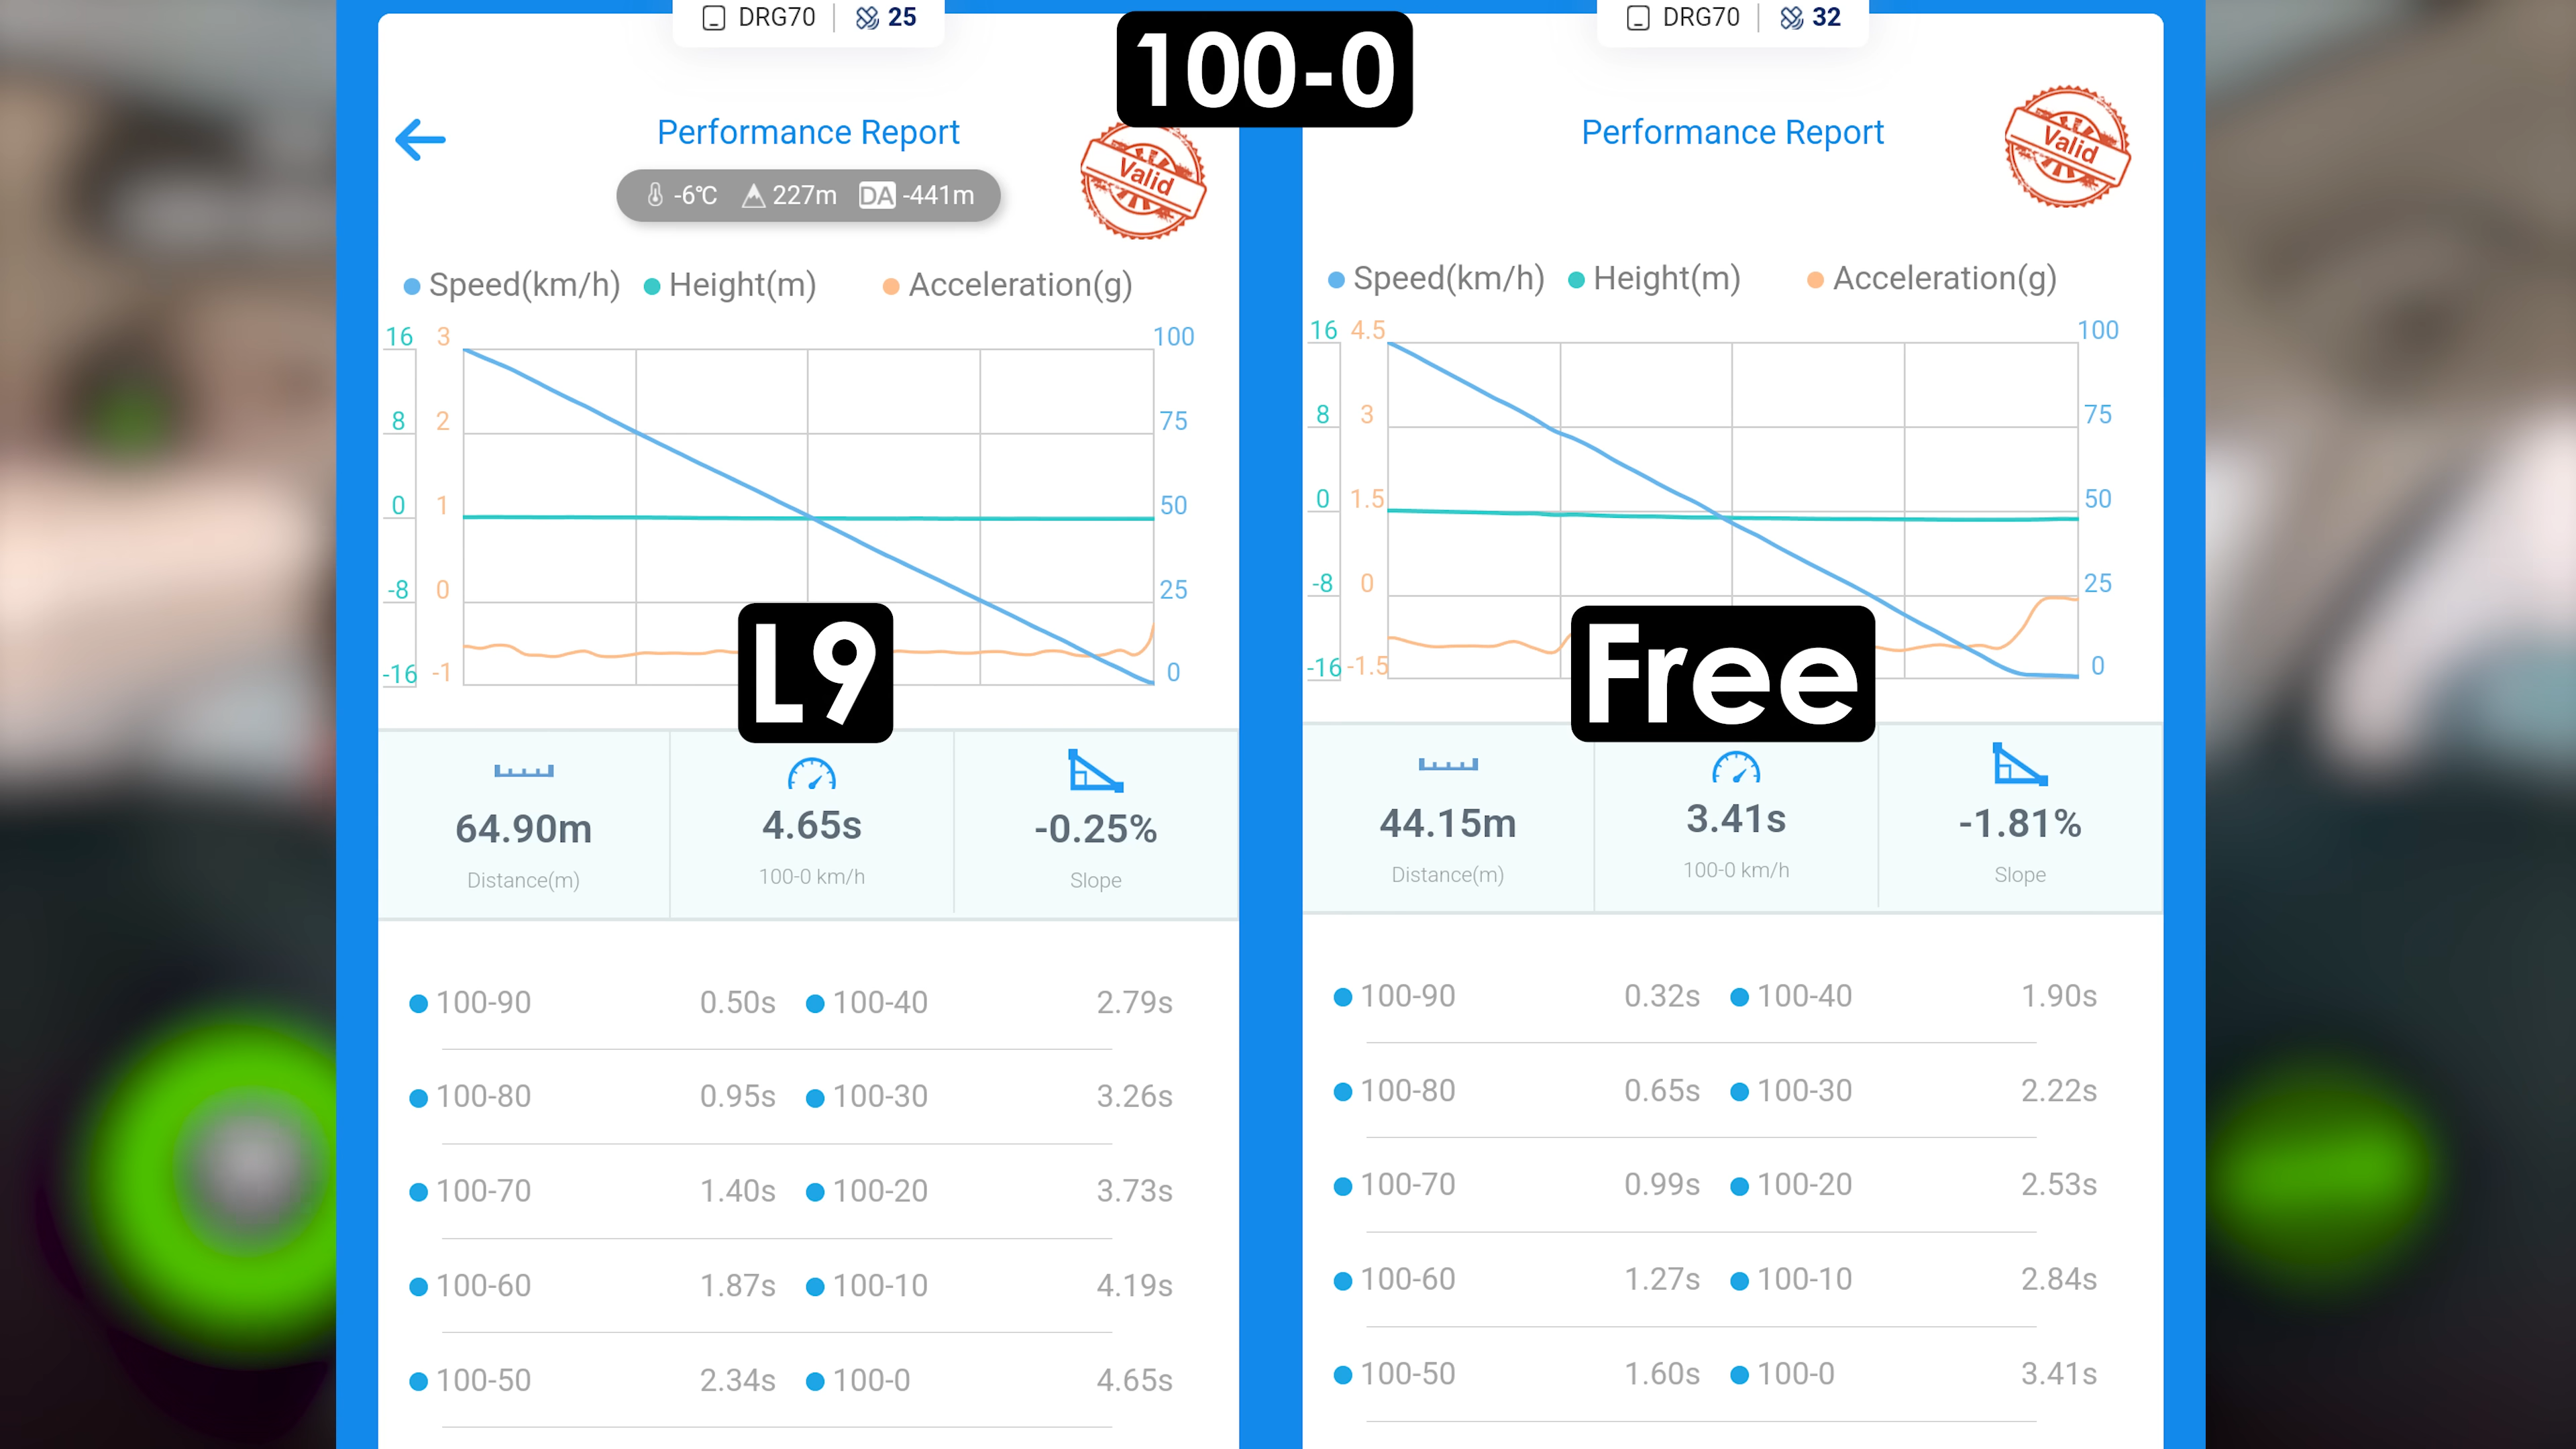 100-0
DRG70 25
Performance Report
Valid
-6℃ 227m DA -441m
Speed(km/h) Height(m) Acceleration(g)
16 3 100
8 2 75
0 1 50
-8 0 25
-16 -1 0
L9
64.90m 4.65s -0.25%
Distance(m) 100-0 km/h Slope
100-90 0.50s 100-40 2.79s
100-80 0.95s 100-30 3.26s
100-70 1.40s 100-20 3.73s
100-60 1.87s 100-10 4.19s
100-50 2.34s 100-0 4.65s
DRG70 32
Performance Report
Valid
Speed(km/h) Height(m) Acceleration(g)
16 4.5 100
8 3 75
0 1.5 50
-8 0 25
-16 -1.5 0
Free
44.15m 3.41s -1.81%
Distance(m) 100-0 km/h Slope
100-90 0.32s 100-40 1.90s
100-80 0.65s 100-30 2.22s
100-70 0.99s 100-20 2.53s
100-60 1.27s 100-10 2.84s
100-50 1.60s 100-0 3.41s